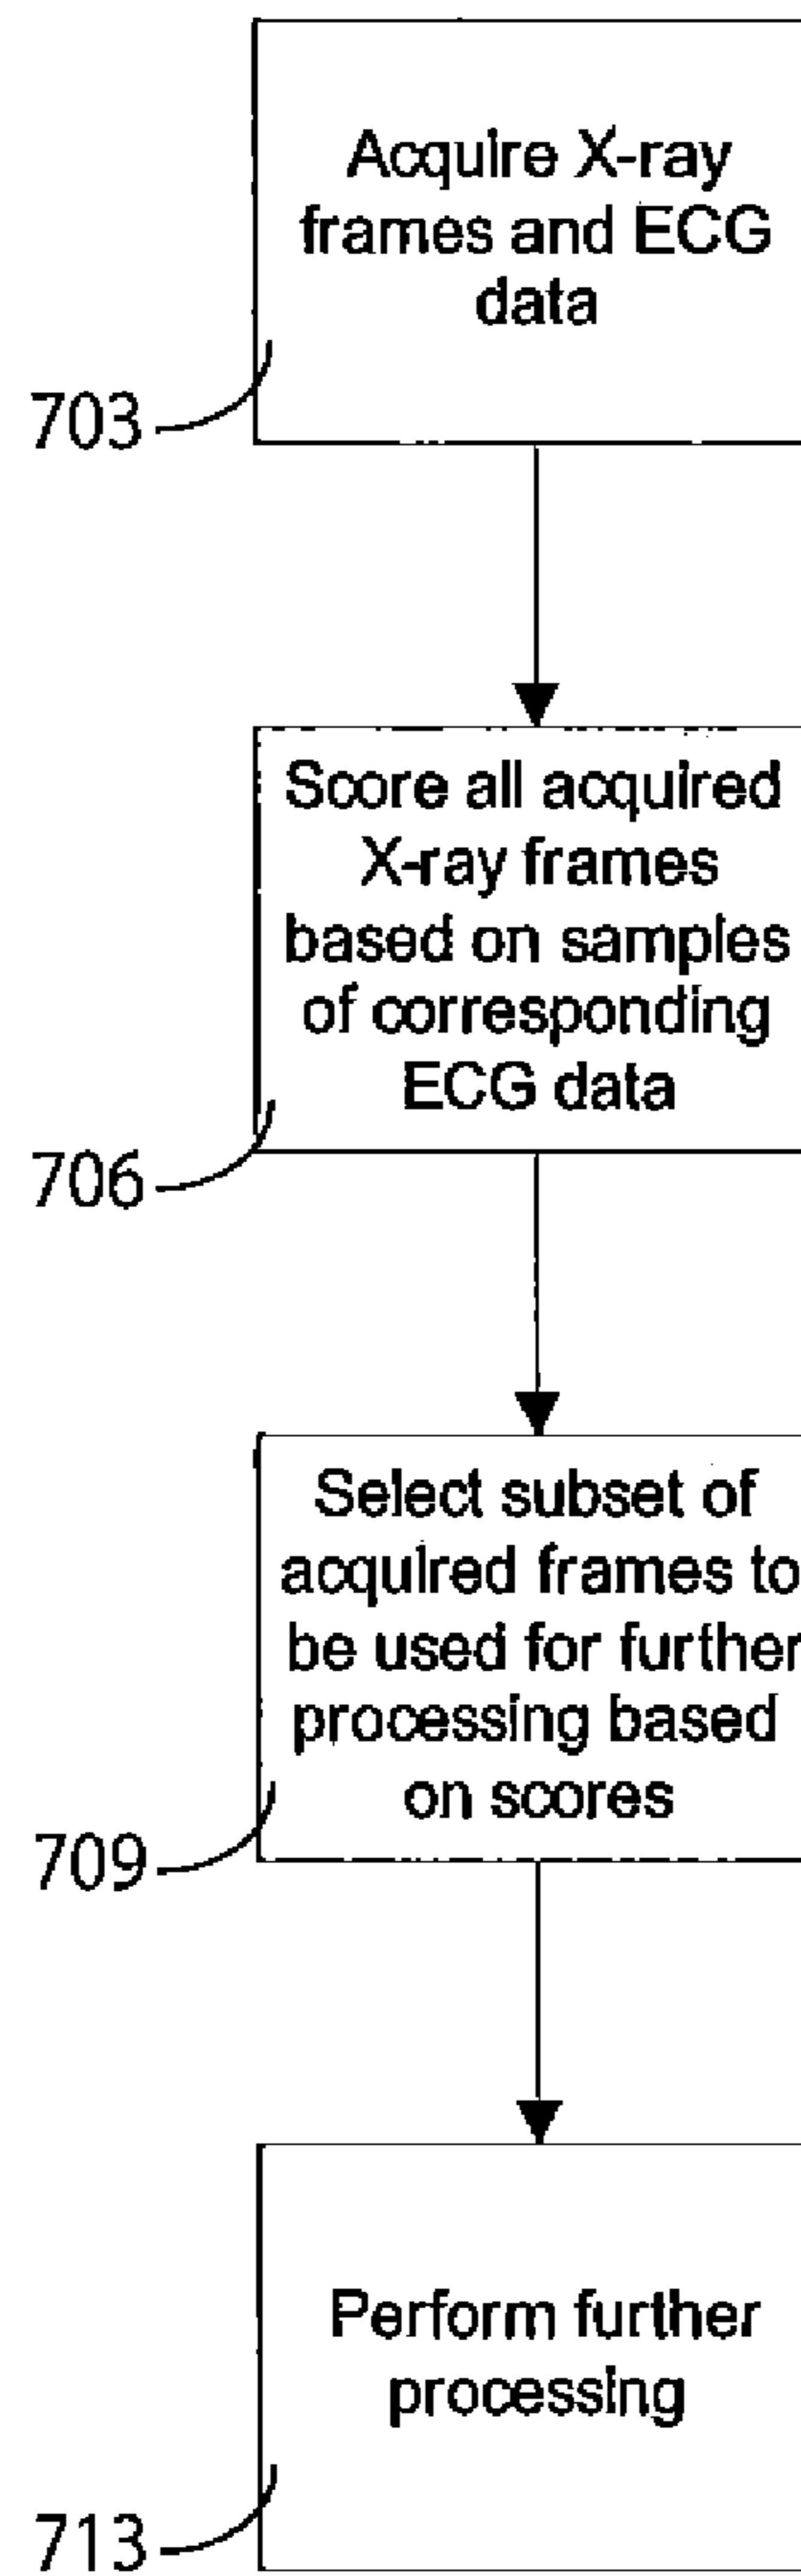 Acquire X-ray
frames and ECG
data
703
Score all acquired
X-ray frames
based on samples
of corresponding
ECG data
706
Select subset of
acquired frames to
be used for further
processing based
on scores
709
Perform further
processing
713